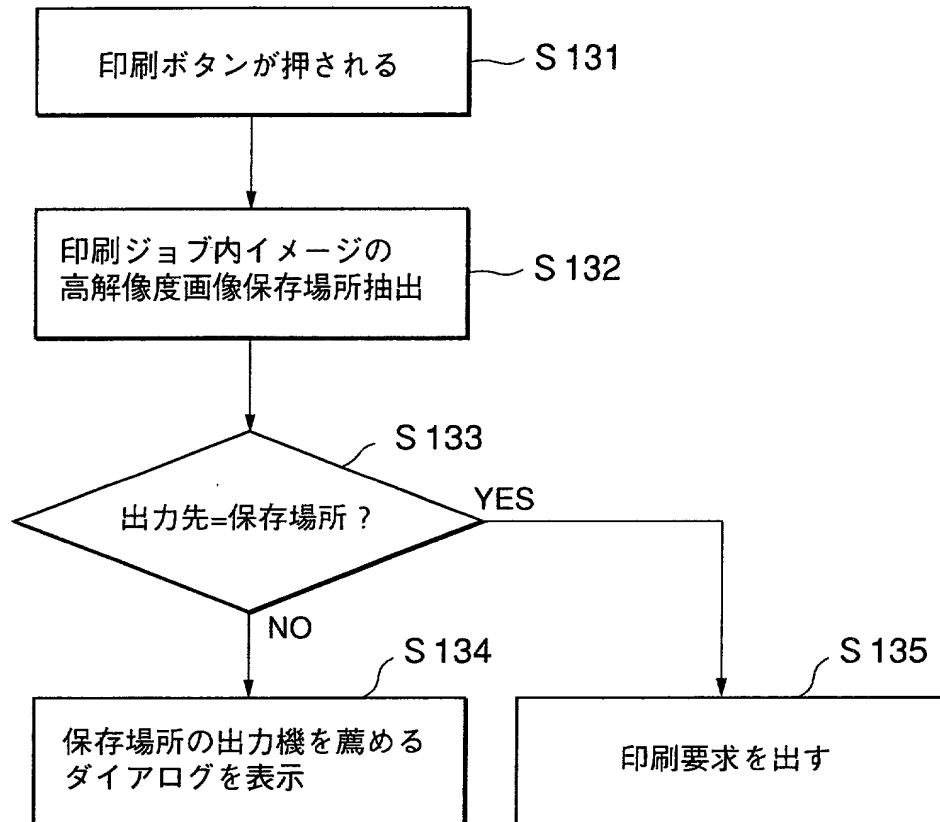 印刷ボタンが押される
S131
印刷ジョブ内イメージの
高解像度画像保存場所抽出
S132
S133
出力先=保存場所？
YES
NO
S134
保存場所の出力機を薦める
ダイアログを表示
S135
印刷要求を出す